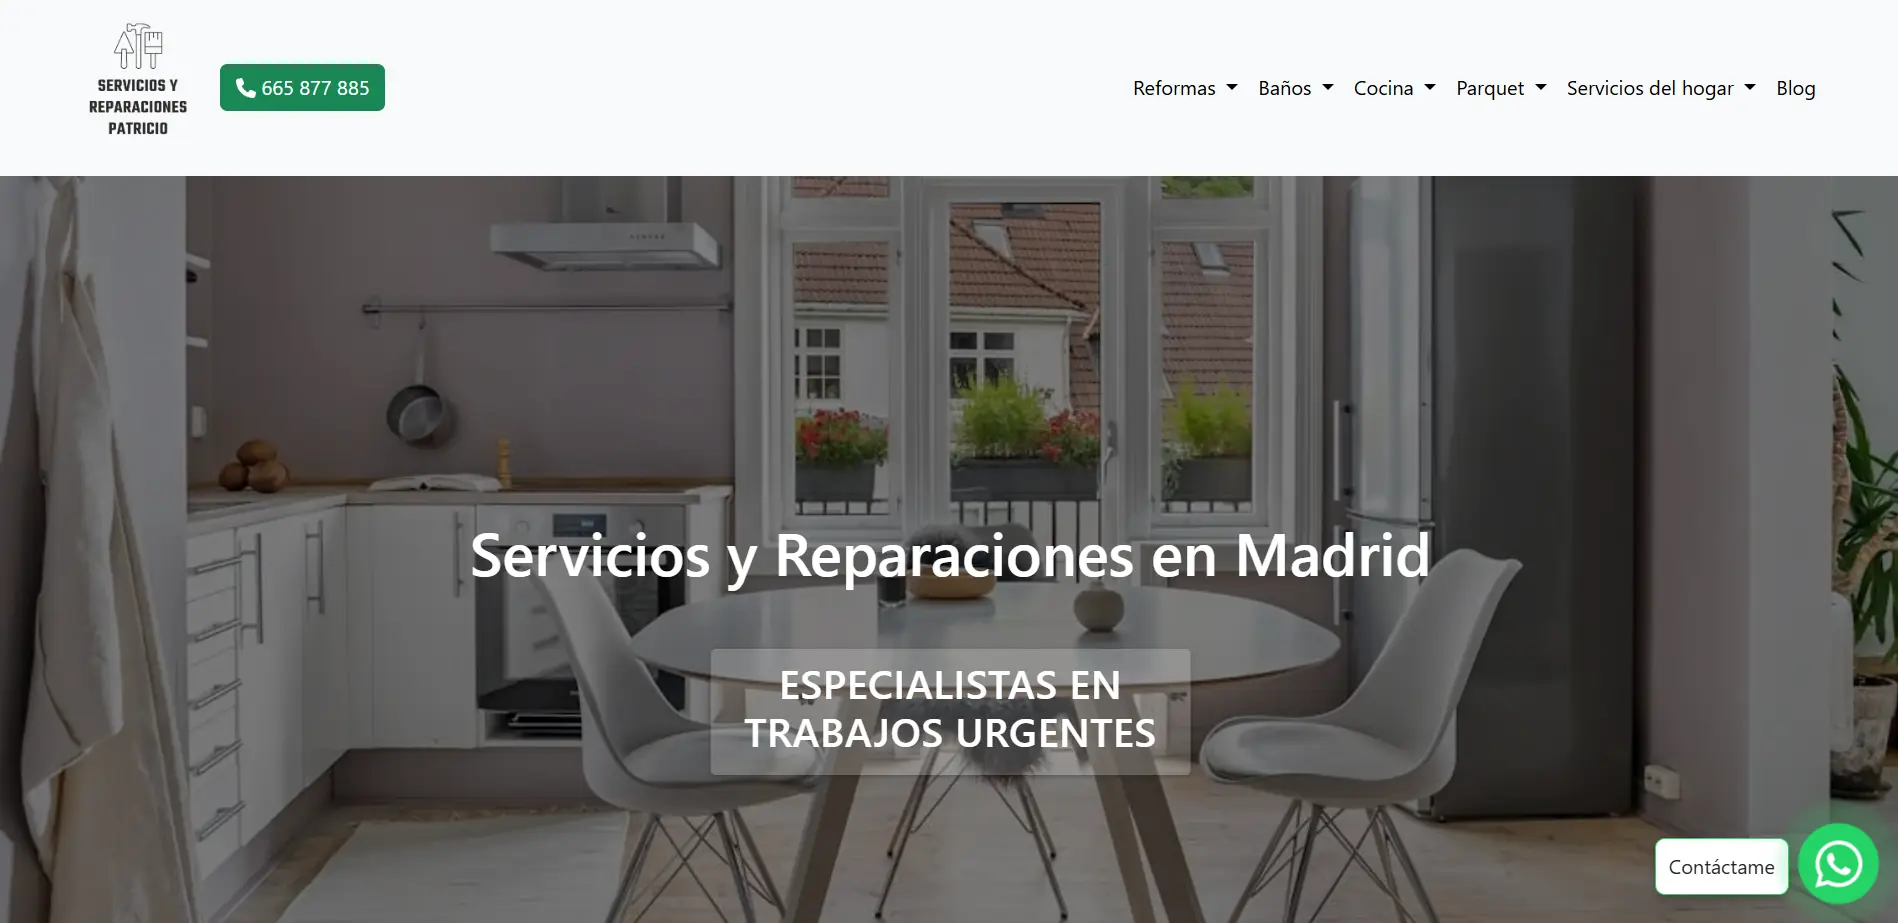 SERVICIOS Y
REPARACIONES
PATRICIO
665 877 885
Reformas Baños Cocina Parquet Servicios del hogar Blog
Servicios y Reparaciones en Madrid
ESPECIALISTAS EN
TRABAJOS URGENTES
Contáctame